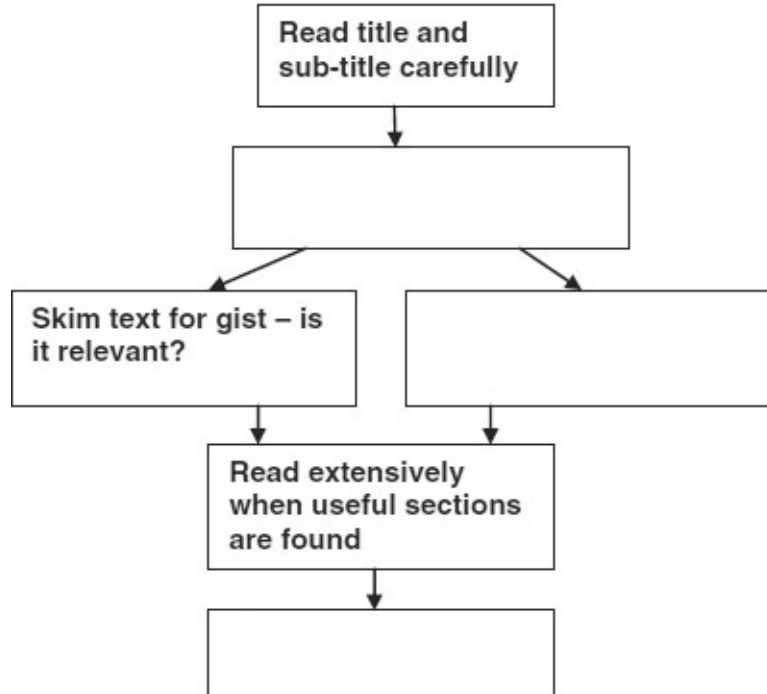 Read title and
sub-title carefully
Skim text for gist – is
it relevant?
Read extensively
when useful sections
are found